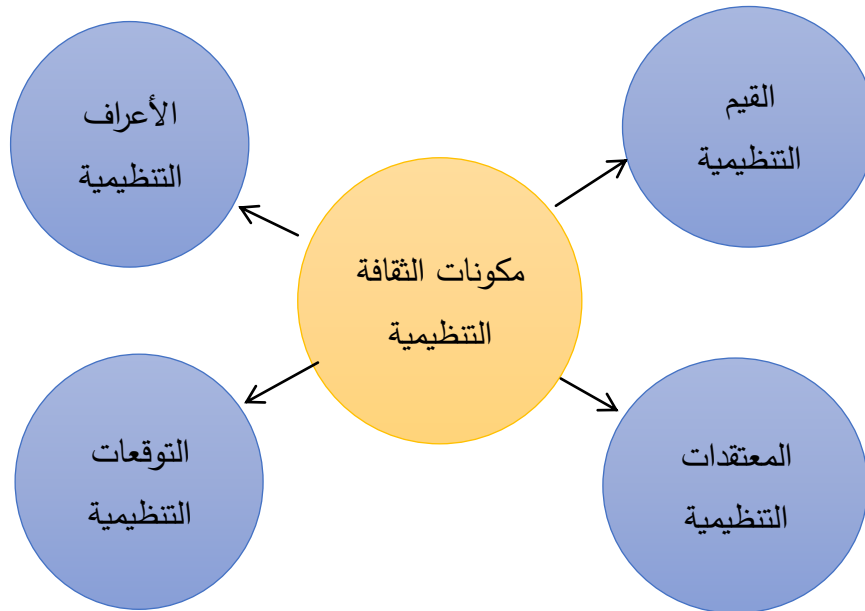 القيم
التنظيمية
الأعراف
التنظيمية
مكونات الثقافة
التنظيمية
المعتقدات
التنظيمية
التوقعات
التنظيمية